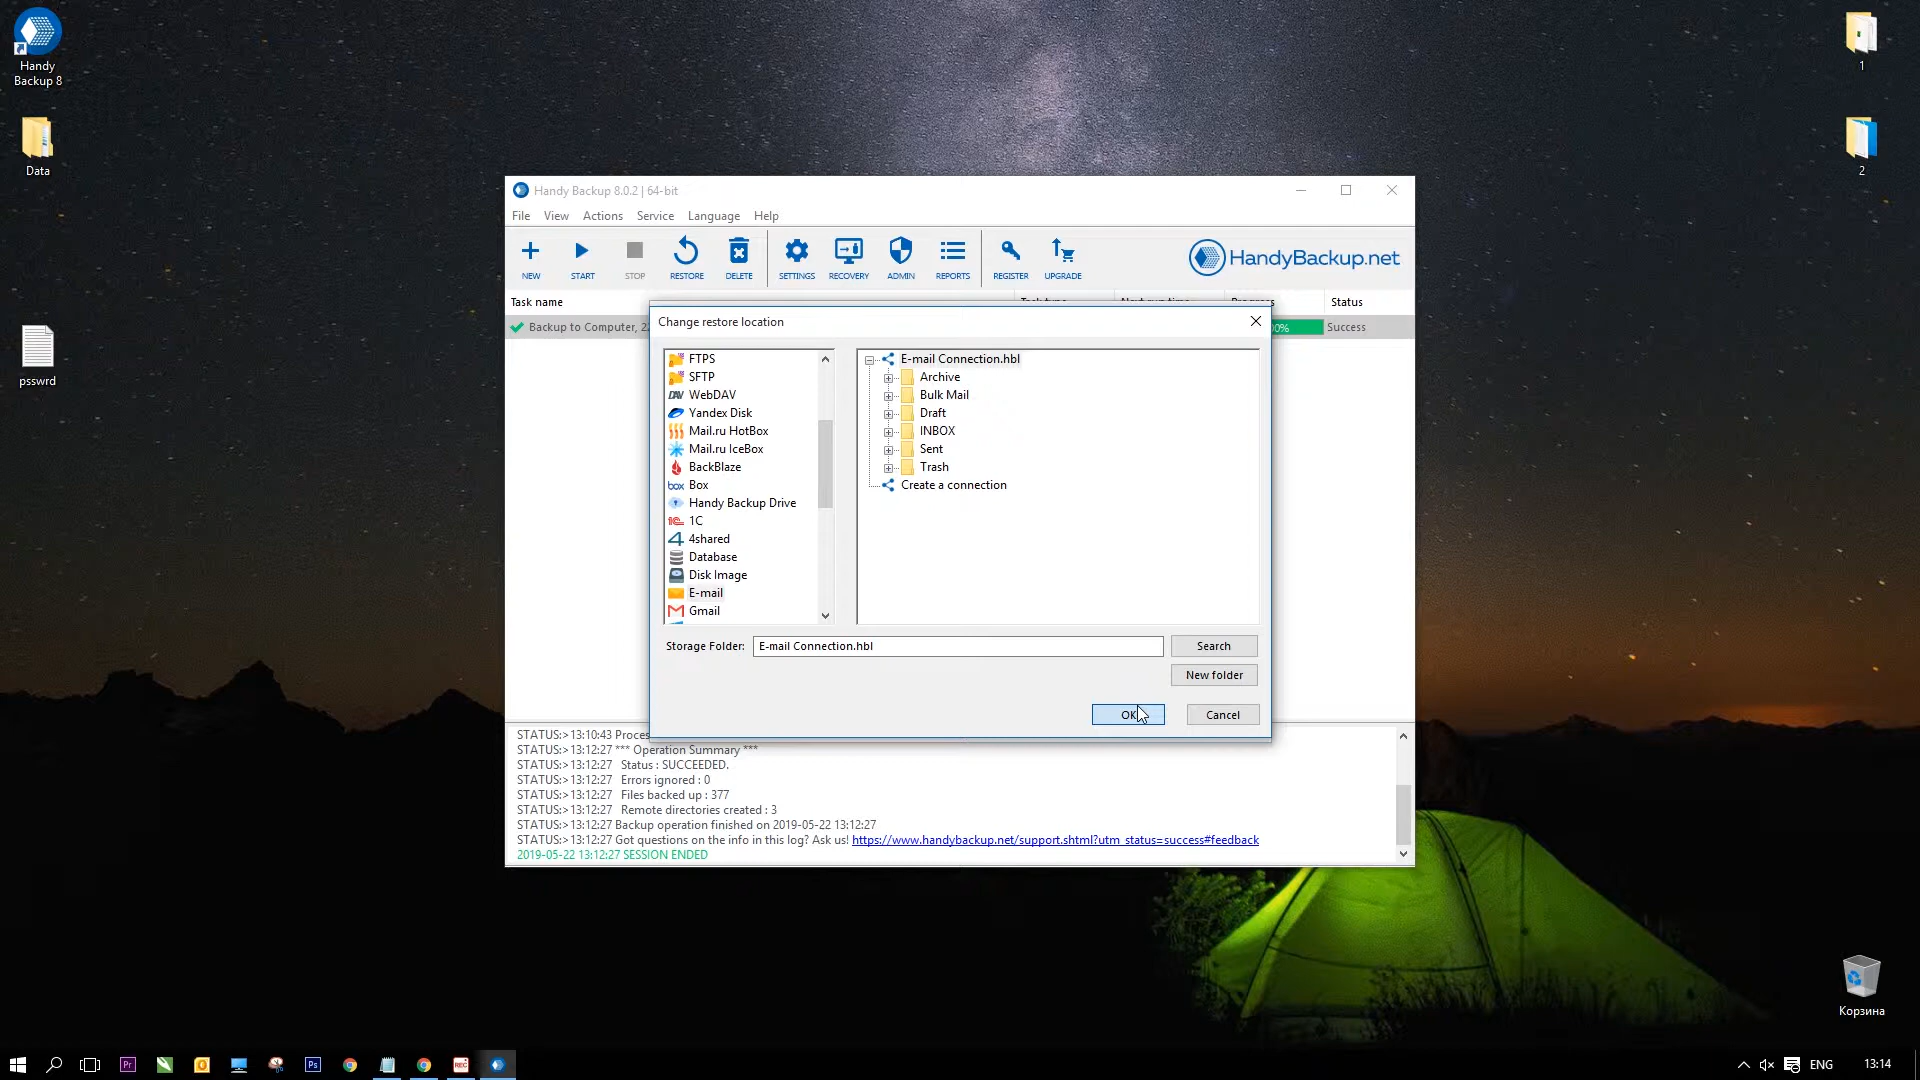 Handy
Backup 8
Data
psswrd
1
2
Корзина
Handy Backup 8.0.2 | 64-bit
File View Actions Service Language Help
NEW START STOP RESTORE DELETE SETTINGS RECOVERY ADMIN REPORTS REGISTER UPGRADE
HandyBackup.net
Task name Status
Backup to Computer, 2 Success
Change restore location
FTPS
SFTP
DAV WebDAV
Yandex Disk
Mail.ru HotBox
Mail.ru IceBox
BackBlaze
box Box
Handy Backup Drive
1C 1C
4shared
Database
Disk Image
E-mail
Gmail
E-mail Connection.hbl
Archive
Bulk Mail
Draft
INBOX
Sent
Trash
Create a connection
Storage Folder: E-mail Connection.hbl Search
New folder
OK Cancel
STATUS:> 13:10:43 Proces
STATUS:> 13:12:27 *** Operation Summary ***
STATUS:> 13:12:27 Status : SUCCEEDED.
STATUS:> 13:12:27 Errors ignored : 0
STATUS:> 13:12:27 Files backed up : 377
STATUS:> 13:12:27 Remote directories created : 3
STATUS:> 13:12:27 Backup operation finished on 2019-05-22 13:12:27
STATUS:> 13:12:27 Got questions on the info in this log? Ask us! https://www.handybackup.net/support.shtml?utm_status=success#feedback
2019-05-22 13:12:27 SESSION ENDED
Pr Ps REC ENG 13:14